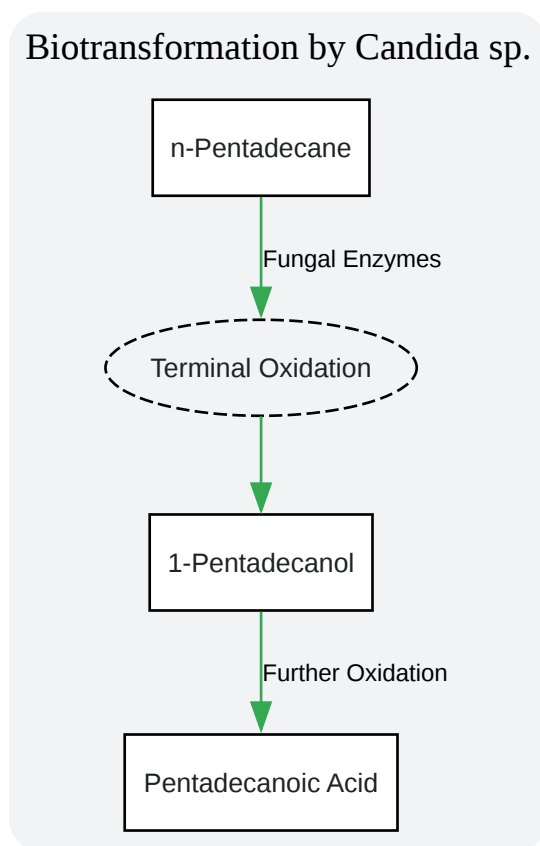 Biotransformation by Candida sp.
n-Pentadecane
Fungal Enzymes
Terminal Oxidation
1-Pentadecanol
Further Oxidation
Pentadecanoic Acid